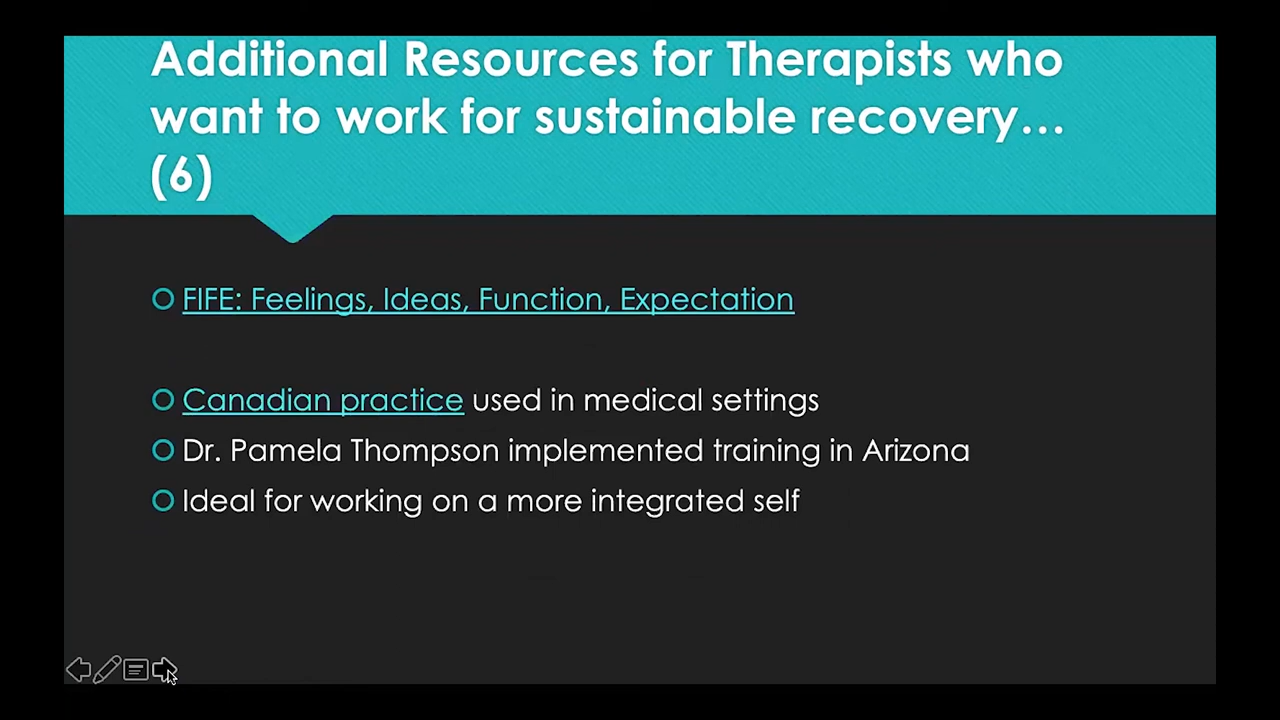 Additional Resources for Therapists who
want to work for sustainable recovery...
(6)
FIFE: Feelings, Ideas, Function, Expectation
Canadian practice used in medical settings
Dr. Pamela Thompson implemented training in Arizona
Ideal for working on a more integrated self